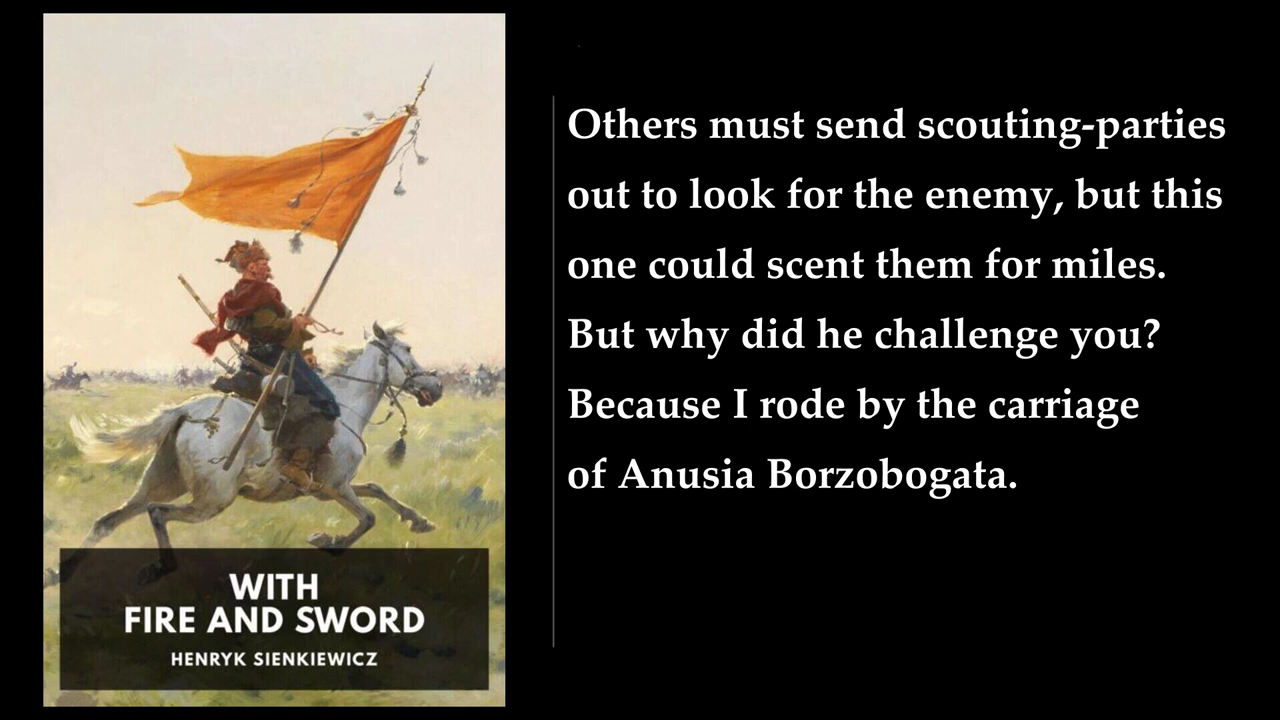 WITH
FIRE AND SWORD
HENRYK SIENKIEWICZ
Others must send scouting-parties
out to look for the enemy, but this
one could scent them for miles.
But why did he challenge you?
Because I rode by the carriage
of Anusia Borzobogata.